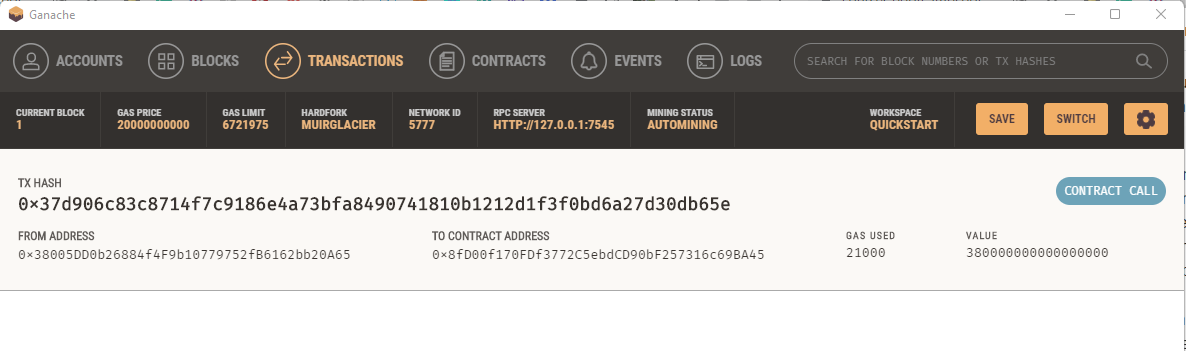 Ganache
ACCOUNTS BLOCKS TRANSACTIONS CONTRACTS EVENTS LOGS SEARCH FOR BLOCK NUMBERS OR TX HASHES
CURRENT BLOCK GAS PRICE GAS LIMIT HARDFORK NETWORK ID RPC SERVER MINING STATUS WORKSPACE
1 20000000000 6721975 MUIRGLACIER 5777 HTTP://127.0.0.1:7545 AUTOMINING QUICKSTART SAVE SWITCH
TX HASH
0×37d906c83c8714f7c9186e4a73bfa8490741810b1212d1f3f0bd6a27d30db65e CONTRACT CALL
FROM ADDRESS TO CONTRACT ADDRESS GAS USED VALUE
0×38005DD0b26884f4F9b10779752fB6162bb20A65 0×8fD00f170FDf3772C5ebdCD90bF257316c69BA45 21000 380000000000000000